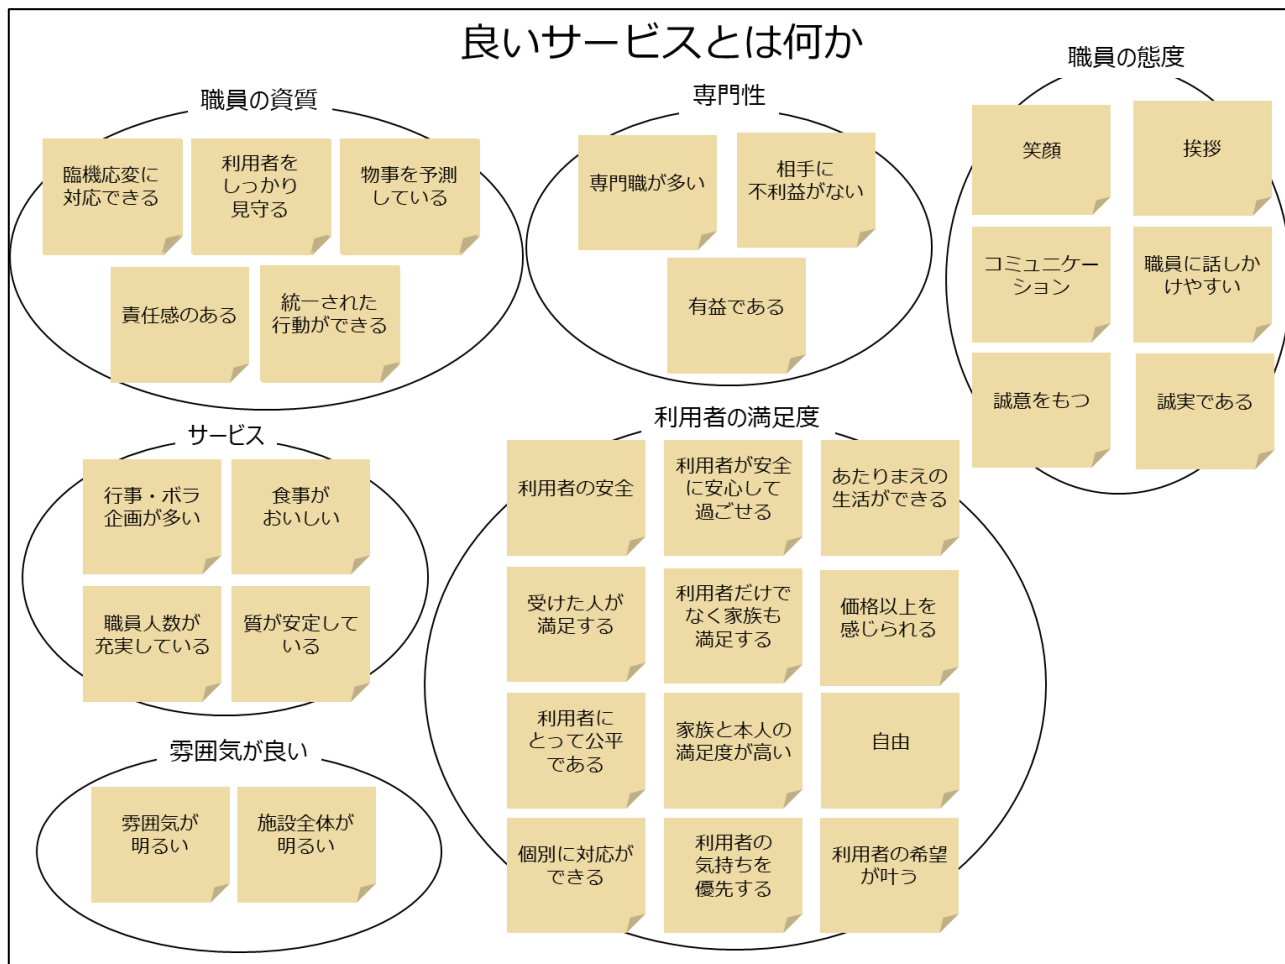 良いサービスとは何か
職員の資質
臨機応変に
対応できる
利用者を
しっかり
見守る
物事を予測
している
責任感のある
統一された
行動ができる
専門性
専門職が多い
相手に
不利益がない
有益である
職員の態度
笑顔
挨拶
コミュニケー
ション
職員に話しか
けやすい
誠意をもつ
誠実である
サービス
行事・ボラ
企画が多い
食事が
おいしい
職員人数が
充実している
質が安定して
いる
利用者の満足度
利用者の安全
利用者が安全
に安心して
過ごせる
あたりまえの
生活ができる
受けた人が
満足する
利用者だけで
なく家族も
満足する
価格以上を
感じられる
利用者に
とって公平
である
家族と本人の
満足度が高い
自由
個別に対応が
できる
利用者の
気持ちを
優先する
利用者の希望
が叶う
雰囲気が良い
雰囲気が
明るい
施設全体が
明るい